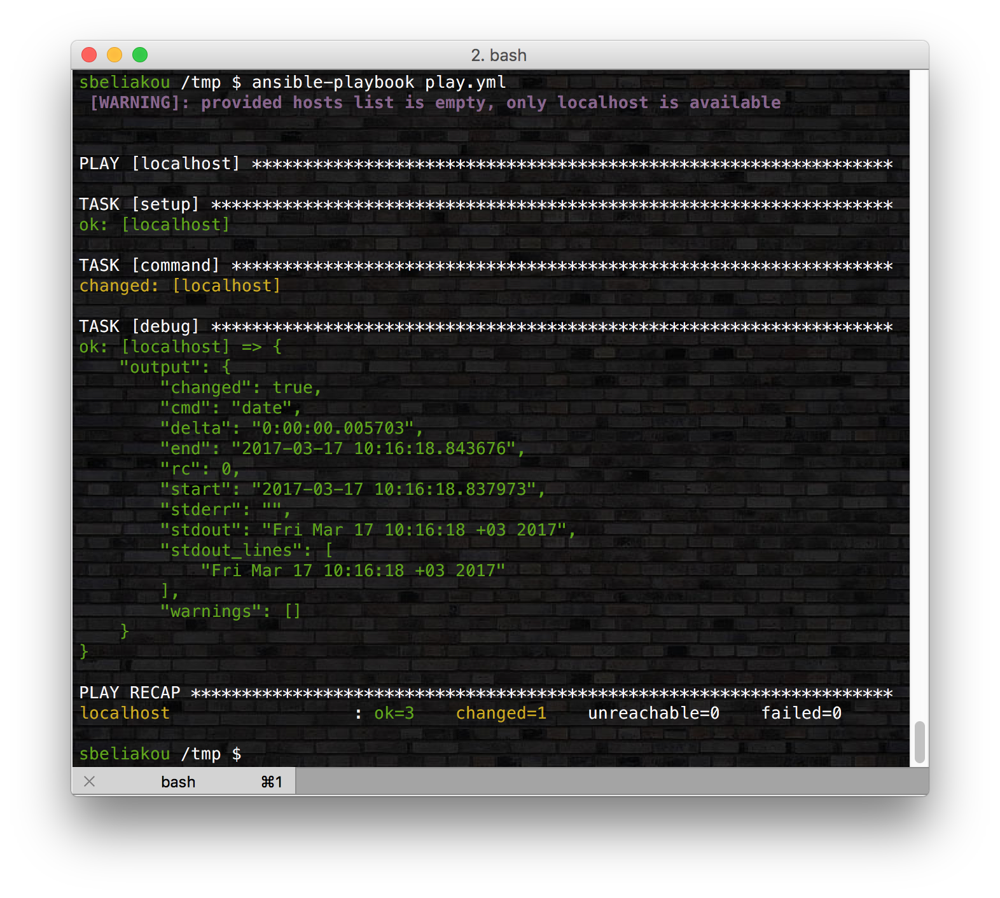 2. bash
sbeliakou /tmp $ ansible-playbook play.yml
 [WARNING]: provided hosts list is empty, only localhost is available
PLAY [localhost] ***************************************************************
TASK [setup] *******************************************************************
ok: [localhost]
TASK [command] *****************************************************************
changed: [localhost]
TASK [debug] *******************************************************************
ok: [localhost] => {
    "output": {
        "changed": true,
        "cmd": "date",
        "delta": "0:00:00.005703",
        "end": "2017-03-17 10:16:18.843676",
        "rc": 0,
        "start": "2017-03-17 10:16:18.837973",
        "stderr": "",
        "stdout": "Fri Mar 17 10:16:18 +03 2017",
        "stdout_lines": [
            "Fri Mar 17 10:16:18 +03 2017"
        ],
        "warnings": []
    }
}
PLAY RECAP *********************************************************************
localhost                  : ok=3    changed=1    unreachable=0    failed=0
sbeliakou /tmp $
bash ⌘1